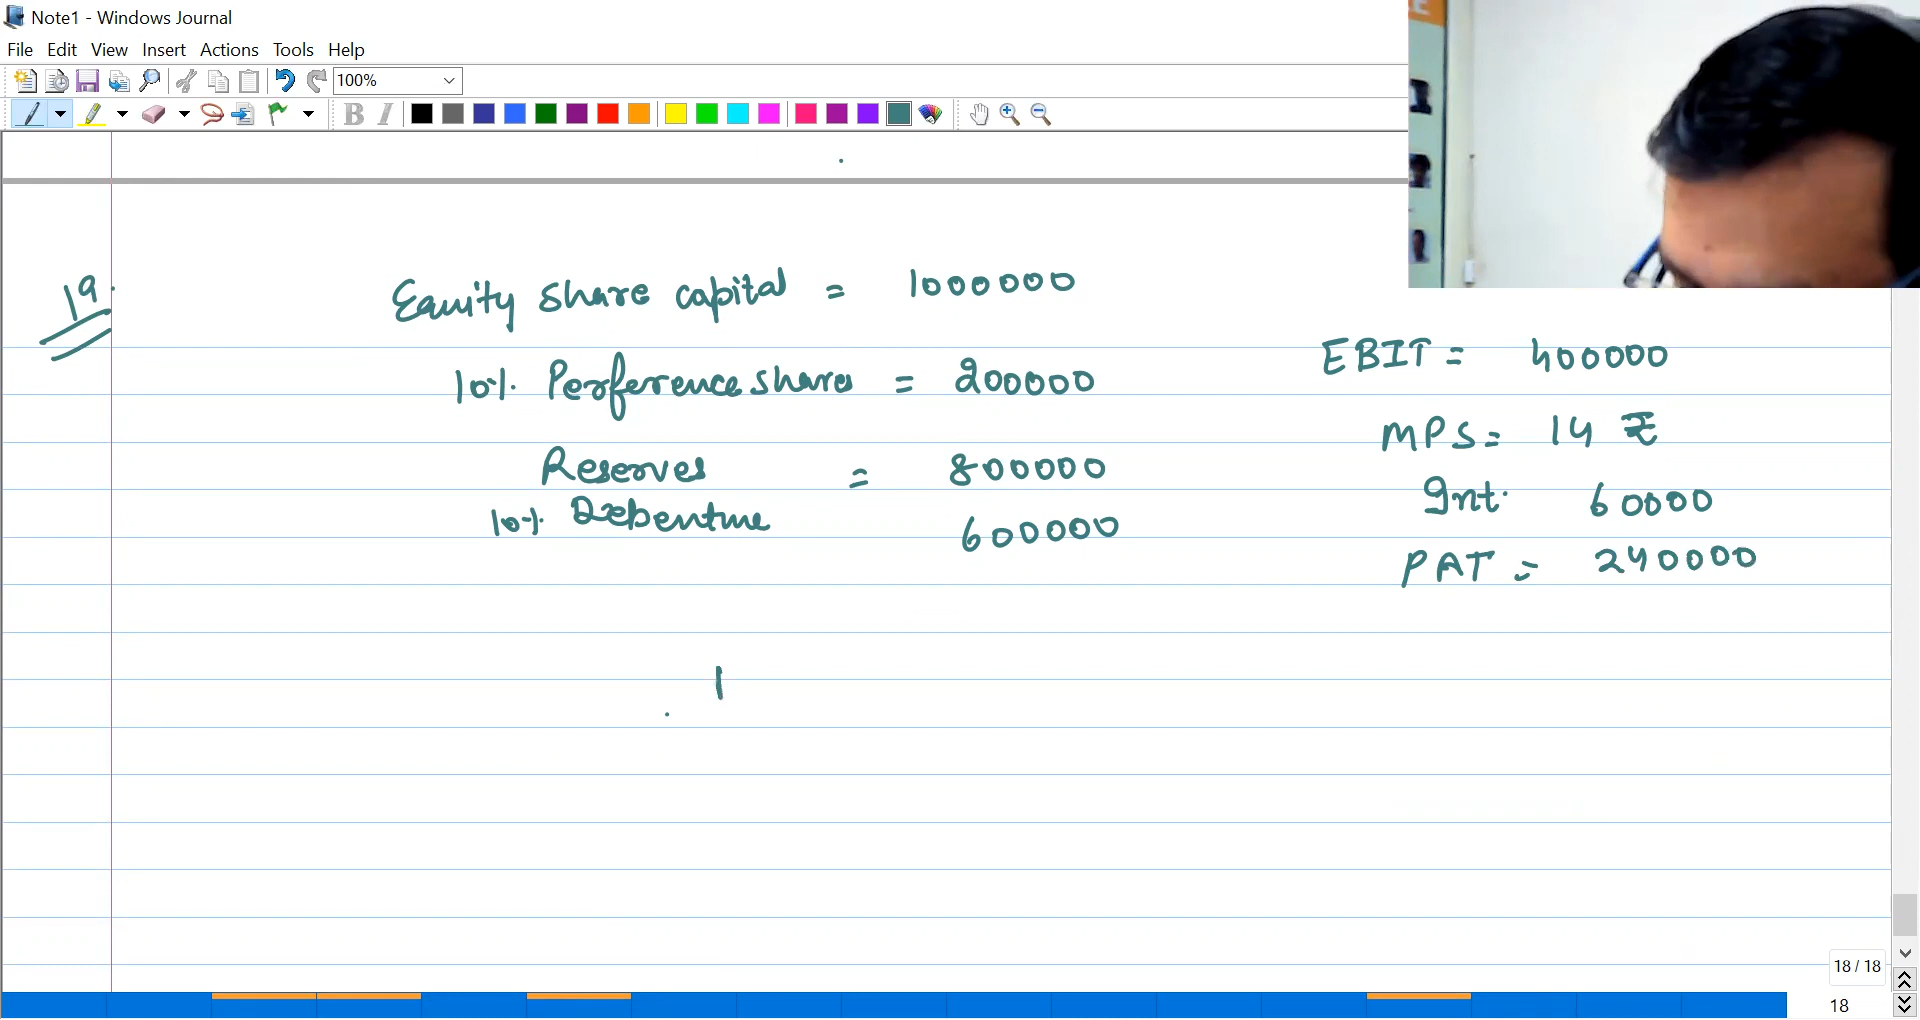 Note1 - Windows Journal
File Edit View Insert Actions Tools Help
100%
B I
19.
Equity share capital = 1000000
10% Perference share = 200000
Reserves = 800000
10% Debenture 600000
EBIT = 400000
MPS = 14 ₹
Int. 60000
PAT = 240000
18 / 18
18